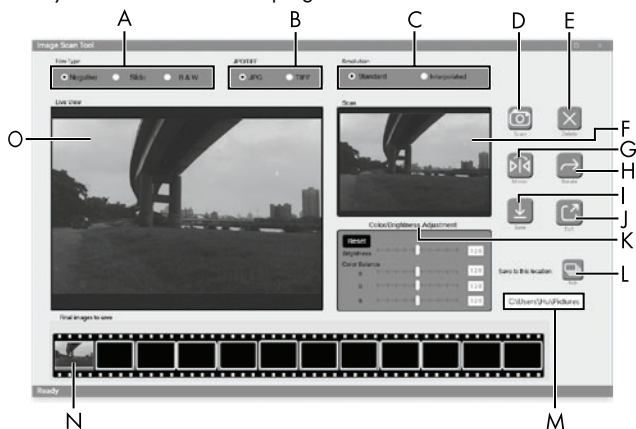 A B C D E
Image Scan Tool
Film Type JPG/TIFF Resolution
Negative Slide B & W JPG TIFF Standard Interpolated
Live View Scan
O F
Scan Delete
G
Mirror Rotate H
I
Save Exit J
Color/Brightness Adjustment K
Reset
Brightness 128
Color Balance
R 128
G 128
B 128
Save to this location L
C:\Users\Hu\Pictures
Final images to save
Ready
N M